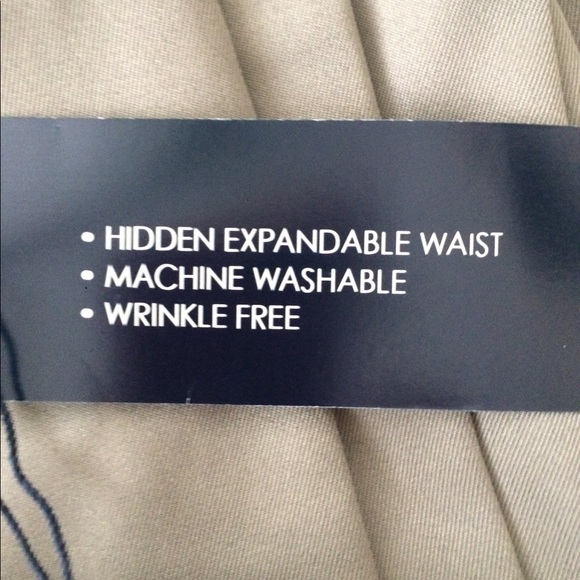 • HIDDEN EXPANDABLE WAIST
• MACHINE WASHABLE
• WRINKLE FREE